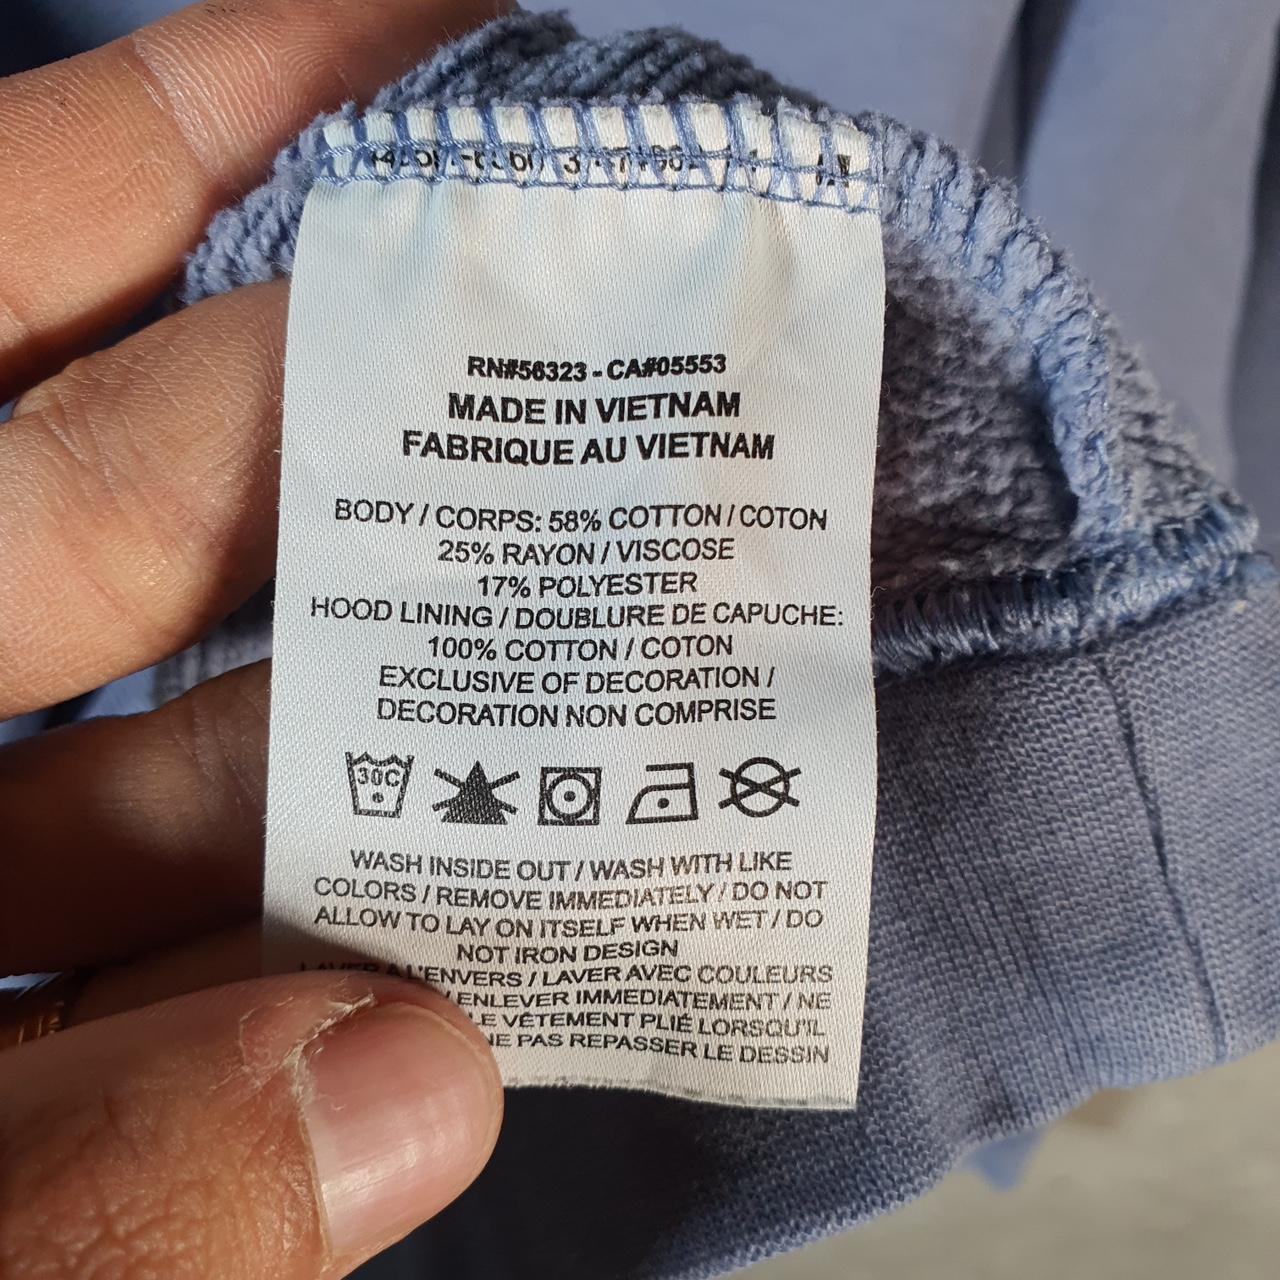 RN#56323 - CA#05553
MADE IN VIETNAM
FABRIQUE AU VIETNAM
BODY / CORPS: 58% COTTON / COTON
25% RAYON / VISCOSE
17% POLYESTER
HOOD LINING / DOUBLURE DE CAPUCHE:
100% COTTON / COTON
EXCLUSIVE OF DECORATION /
DECORATION NON COMPRISE
30C
WASH INSIDE OUT / WASH WITH LIKE
COLORS / REMOVE IMMEDIATELY / DO NOT
ALLOW TO LAY ON ITSELF WHEN WET / DO
NOT IRON DESIGN
LAVER A L'ENVERS / LAVER AVEC COULEURS
/ ENLEVER IMMEDIATEMENT / NE
LE VÊTEMENT PLIÉ LORSQU'IL
NE PAS REPASSER LE DESSIN